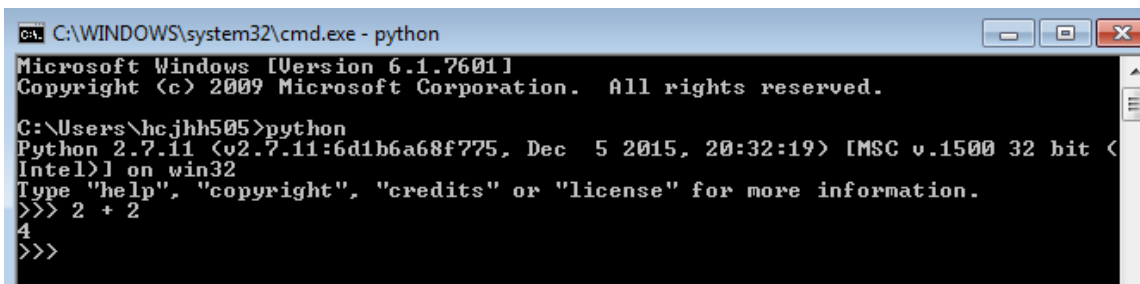 C:\WINDOWS\system32\cmd.exe - python
Microsoft Windows [Version 6.1.7601]
Copyright (c) 2009 Microsoft Corporation.  All rights reserved.
C:\Users\hcjhh505>python
Python 2.7.11 (v2.7.11:6d1b6a68f775, Dec  5 2015, 20:32:19) [MSC v.1500 32 bit (
Intel)] on win32
Type "help", "copyright", "credits" or "license" for more information.
>>> 2 + 2
4
>>>